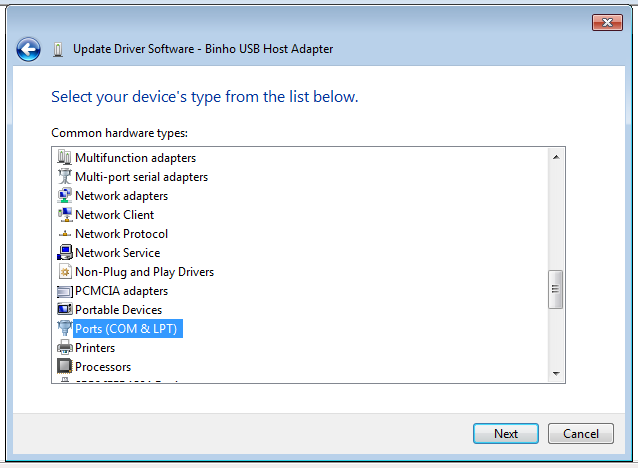 Update Driver Software - Binho USB Host Adapter
Select your device's type from the list below.
Common hardware types:
Multifunction adapters
Multi-port serial adapters
Network adapters
Network Client
Network Protocol
Network Service
Non-Plug and Play Drivers
PCMCIA adapters
Portable Devices
Ports (COM & LPT)
Printers
Processors
Next
Cancel